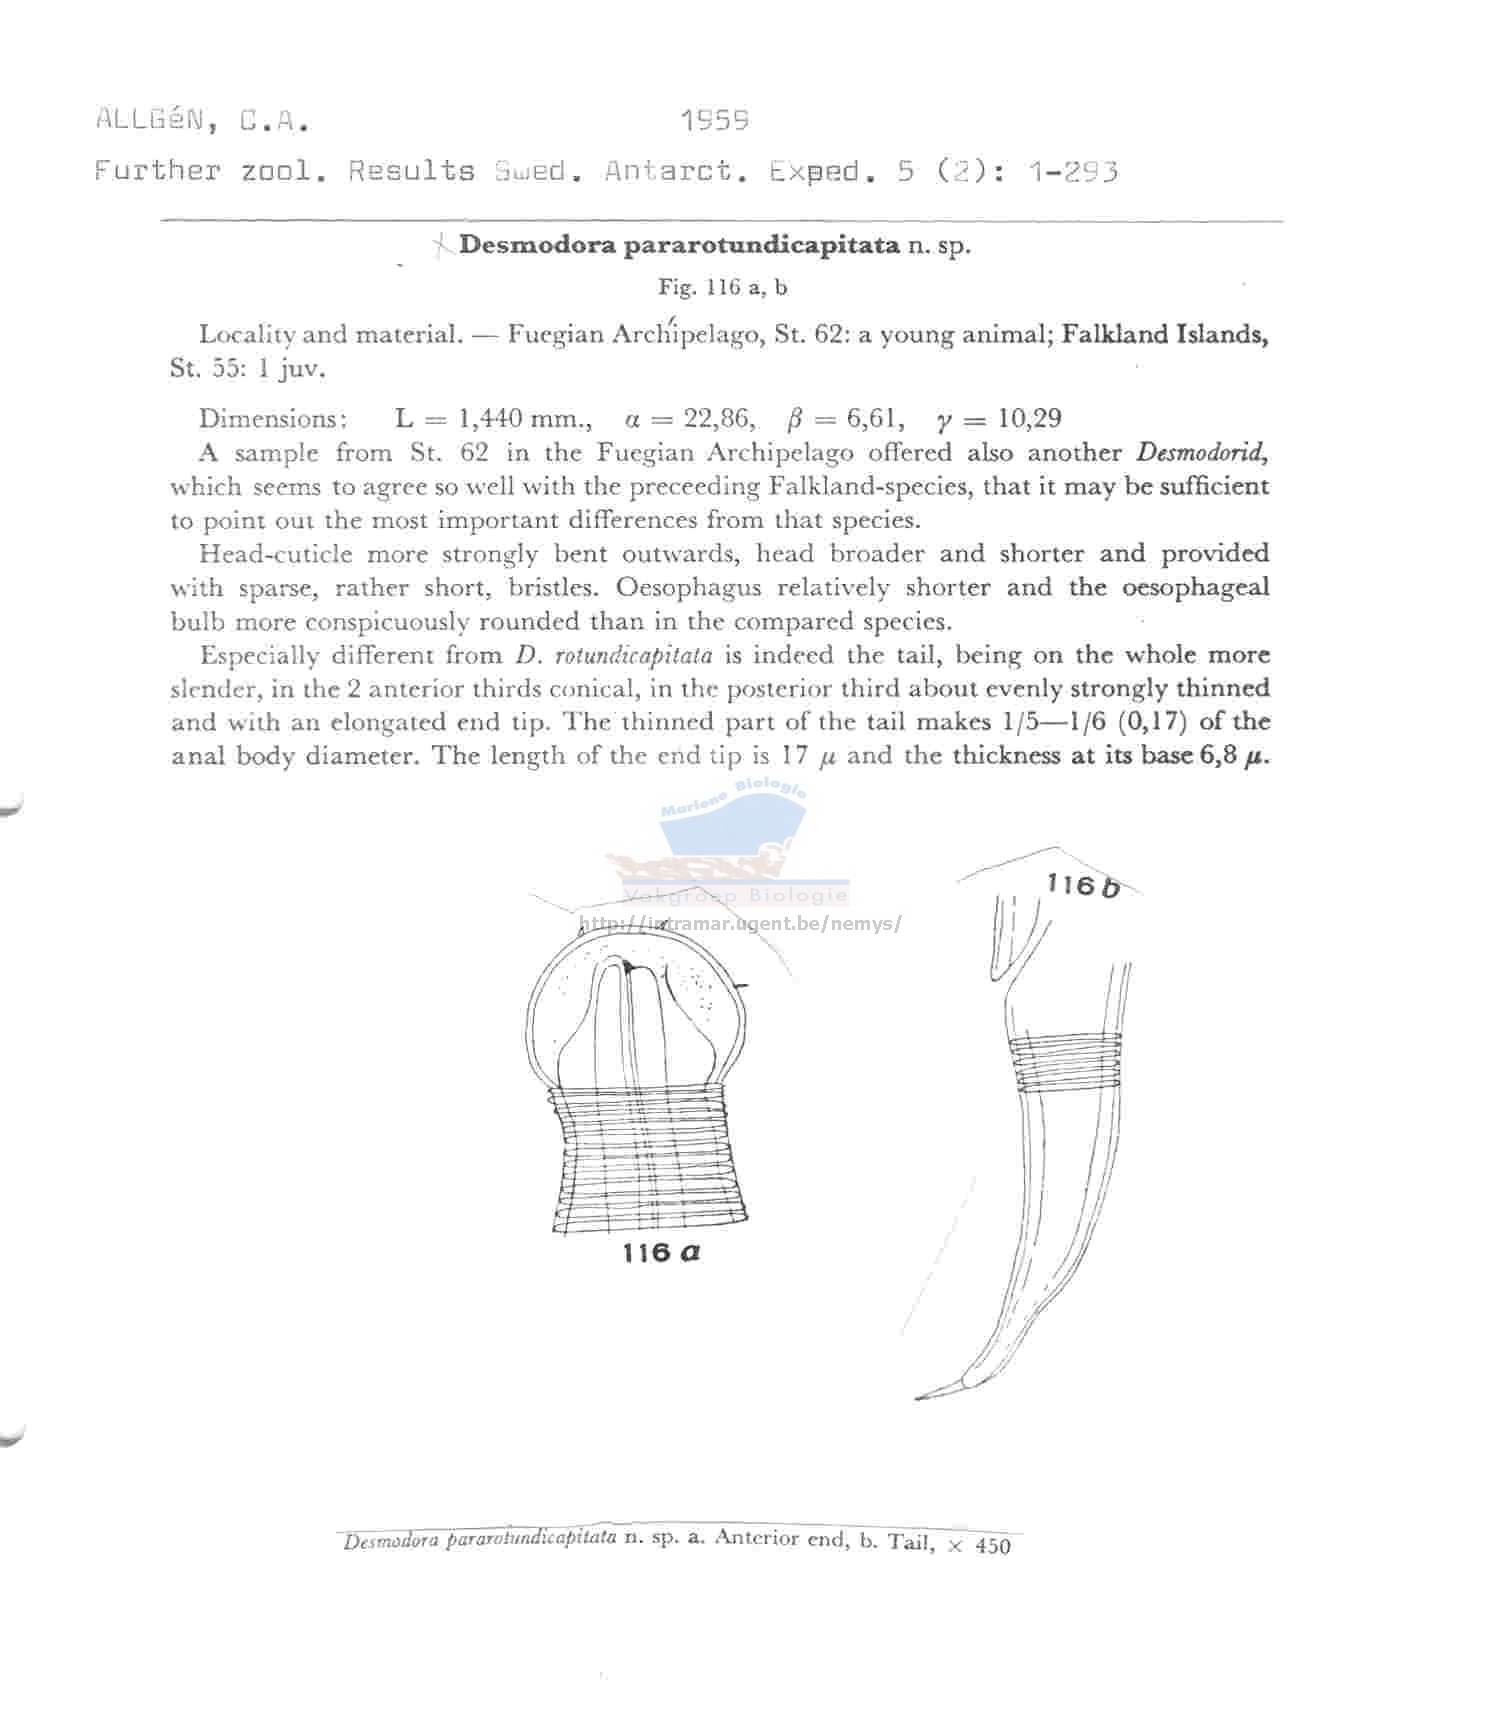 ALLGéN, C.A. 1959
Further zool. Results Swed. Antarct. Exped. 5 (2): 1-293
Desmodora pararotundicapitata n. sp.
Fig. 116 a, b
Locality and material. — Fuegian Archipelago, St. 62: a young animal; Falkland Islands,
St. 55: 1 juv.
Dimensions: L = 1,440 mm., α = 22,86, β = 6,61, γ = 10,29
A sample from St. 62 in the Fuegian Archipelago offered also another Desmodorid,
which seems to agree so well with the preceeding Falkland-species, that it may be sufficient
to point out the most important differences from that species.
Head-cuticle more strongly bent outwards, head broader and shorter and provided
with sparse, rather short, bristles. Oesophagus relatively shorter and the oesophageal
bulb more conspicuously rounded than in the compared species.
Especially different from D. rotundicapitata is indeed the tail, being on the whole more
slender, in the 2 anterior thirds conical, in the posterior third about evenly strongly thinned
and with an elongated end tip. The thinned part of the tail makes 1/5—1/6 (0,17) of the
anal body diameter. The length of the end tip is 17 μ and the thickness at its base 6,8 μ.
Mariene Biologie
Vakgroep Biologie
http://intramar.ugent.be/nemys/
116 b
116 a
Desmodora pararotundicapitata n. sp. a. Anterior end, b. Tail, × 450